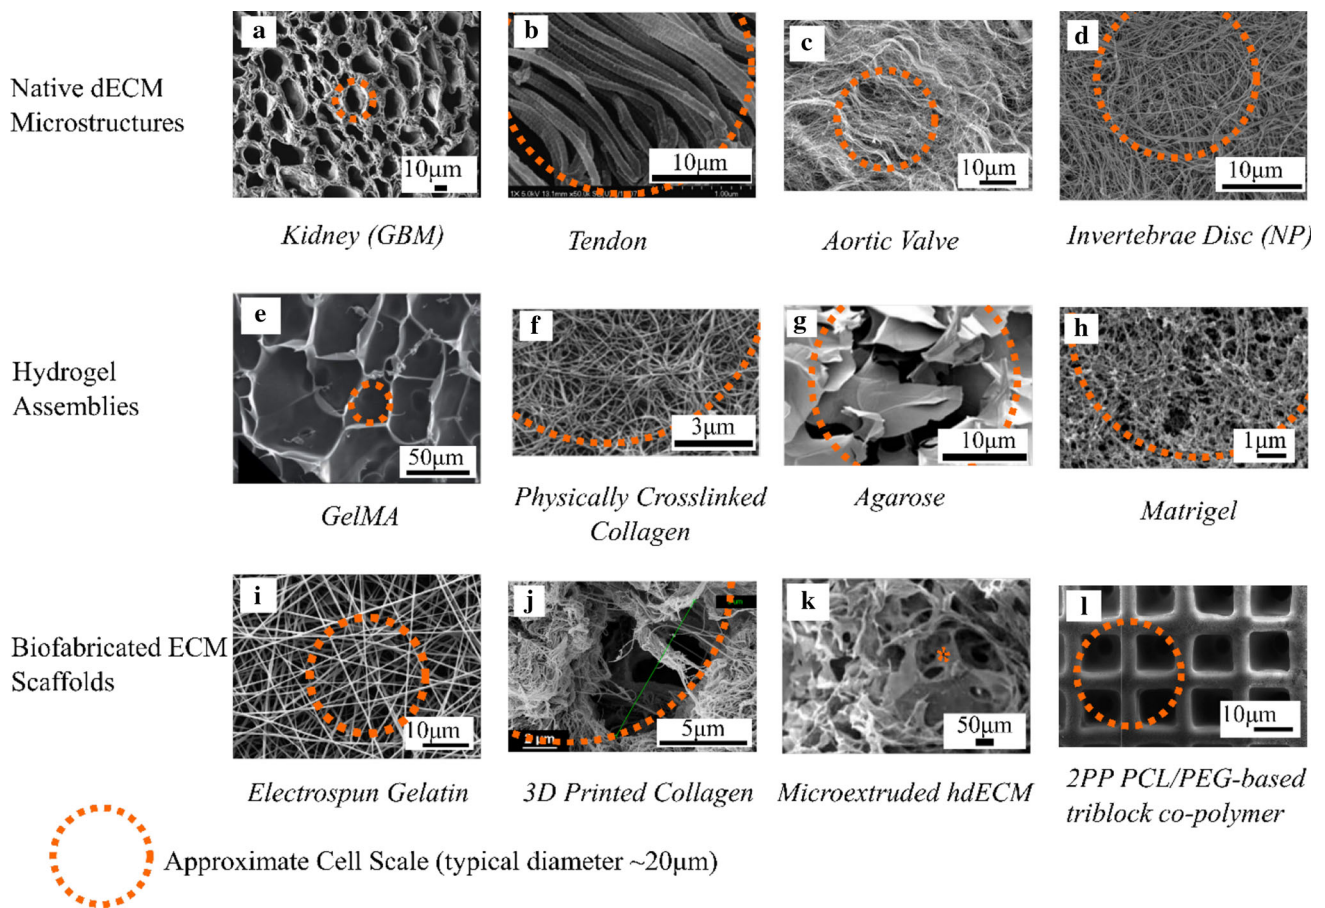 a
b
c
d
Native dECM
Microstructures
10μm
10μm
10μm
10μm
1.00um
Kidney (GBM)
Tendon
Aortic Valve
Invertebrae Disc (NP)
e
f
g
h
Hydrogel
Assemblies
50μm
3μm
10μm
1μm
GelMA
Physically Crosslinked
Collagen
Agarose
Matrigel
i
j
k
l
Biofabricated ECM
Scaffolds
10μm
5μm
50μm
10μm
Electrospun Gelatin
3D Printed Collagen
Microextruded hdECM
2PP PCL/PEG-based
triblock co-polymer
Approximate Cell Scale (typical diameter ~20μm)